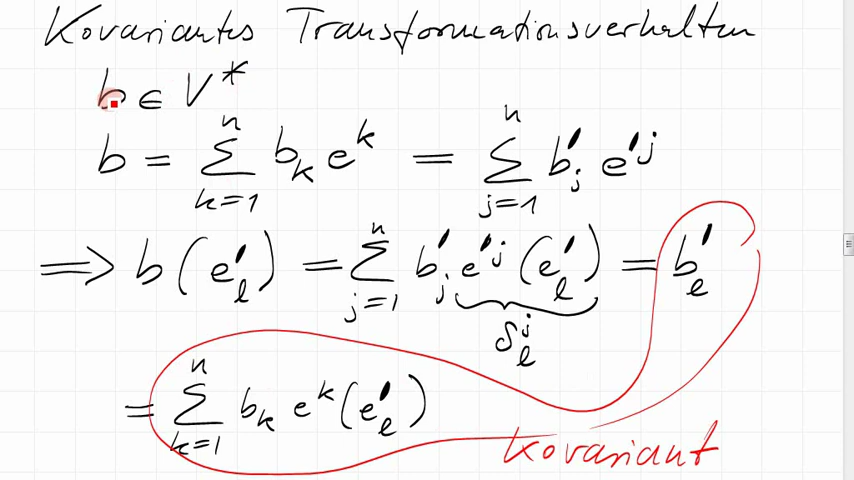 Kovariantes Transformationsverhalten
b ∈ V*
b = ∑_{k=1}^{n} b_k e^k = ∑_{j=1}^{n} b'_j e'^j
⟹ b(e'_l) = ∑_{j=1}^{n} b'_j e'^j(e'_l) = b'_l
δ^j_l
= ∑_{k=1}^{n} b_k e^k(e'_l)
kovariant